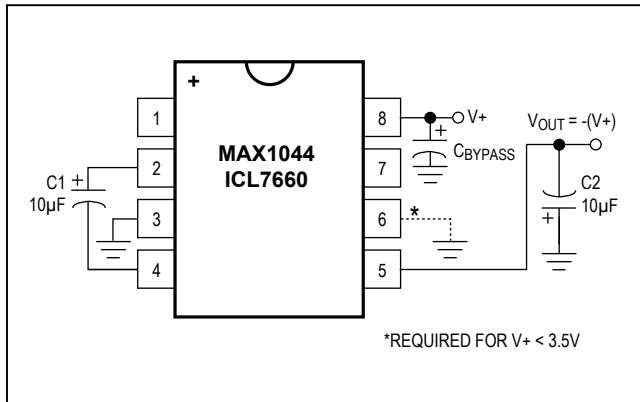 +
MAX1044
ICL7660
1
2
3
4
8
7
6
5
C1
+
10µF
V+
+
CBYPASS
*
VOUT = -(V+)
C2
10µF
+
*REQUIRED FOR V+ < 3.5V